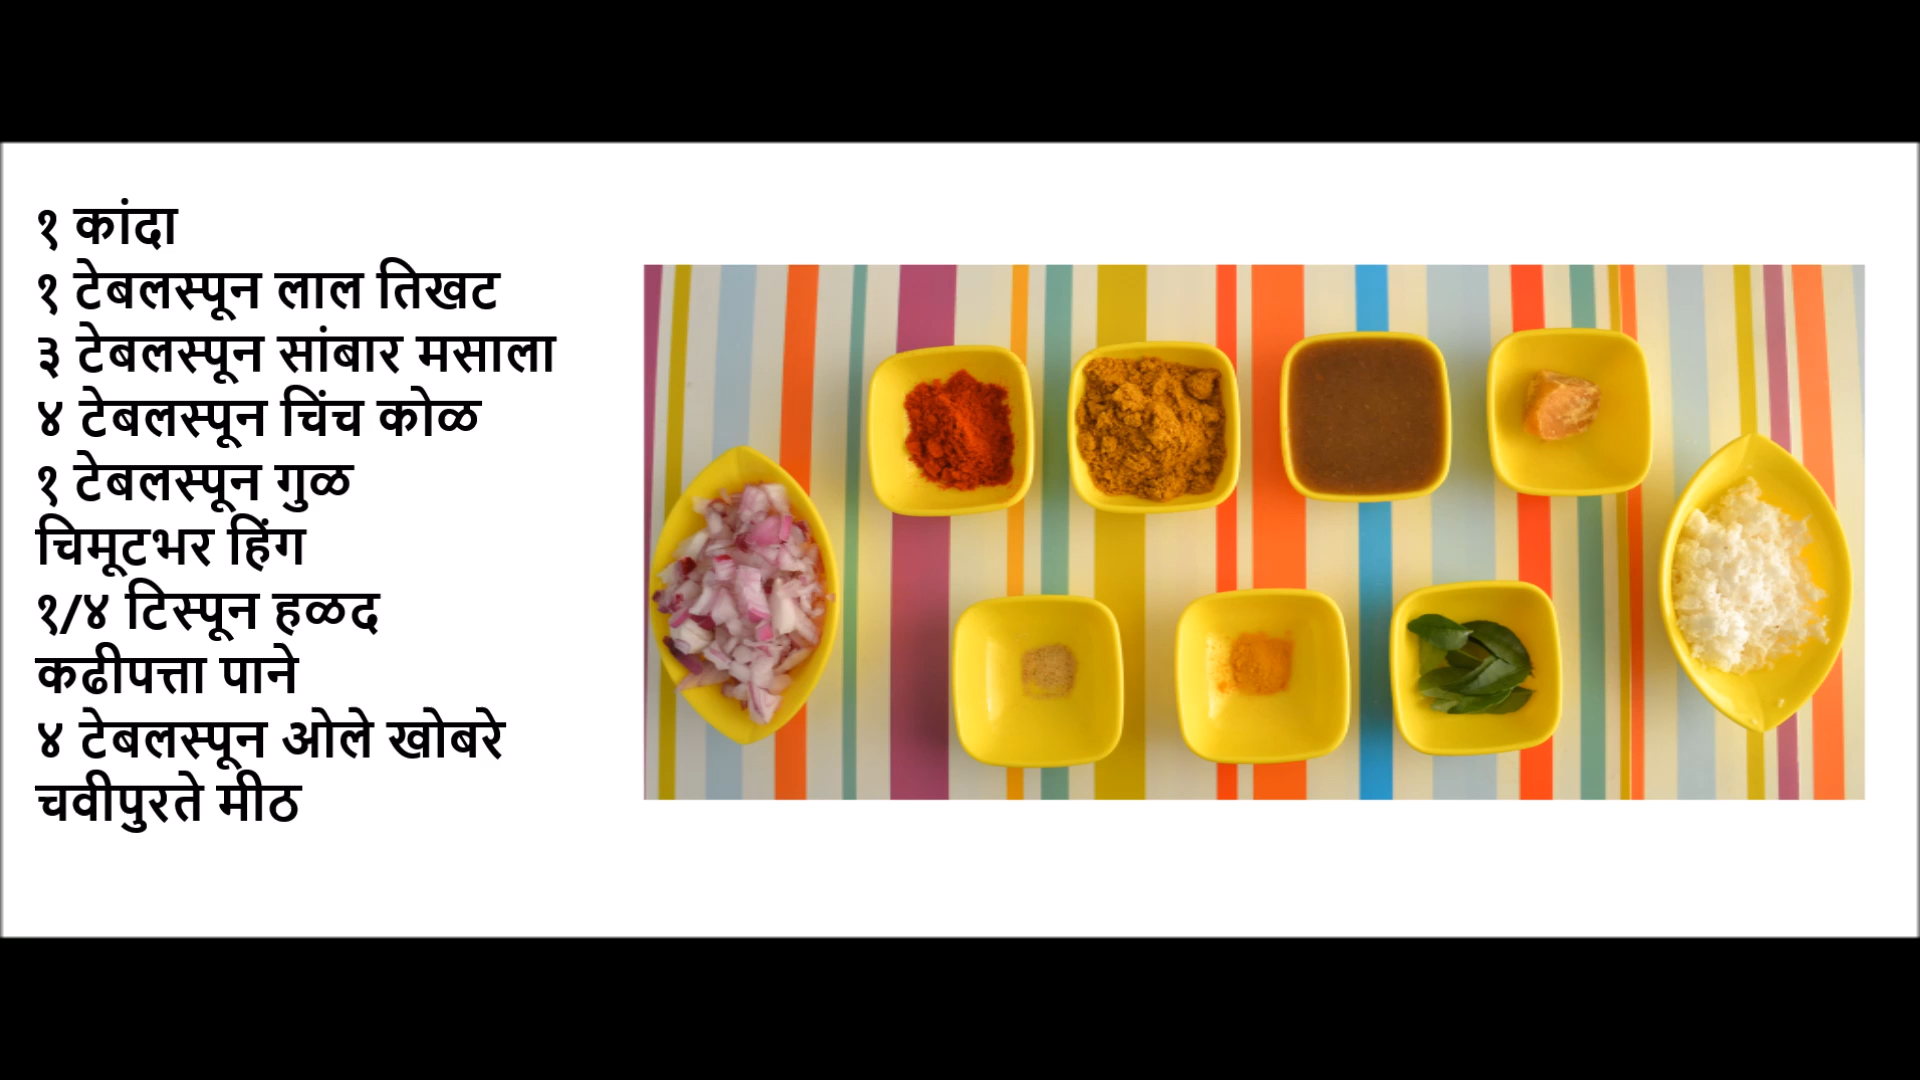 १ कांदा
१ टेबलस्पून लाल तिखट
३ टेबलस्पून सांबार मसाला
४ टेबलस्पून चिंच कोळ
१ टेबलस्पून गुळ
चिमूटभर हिंग
१/४ टिस्पून हळद
कढीपत्ता पाने
४ टेबलस्पून ओले खोबरे
चवीपुरते मीठ